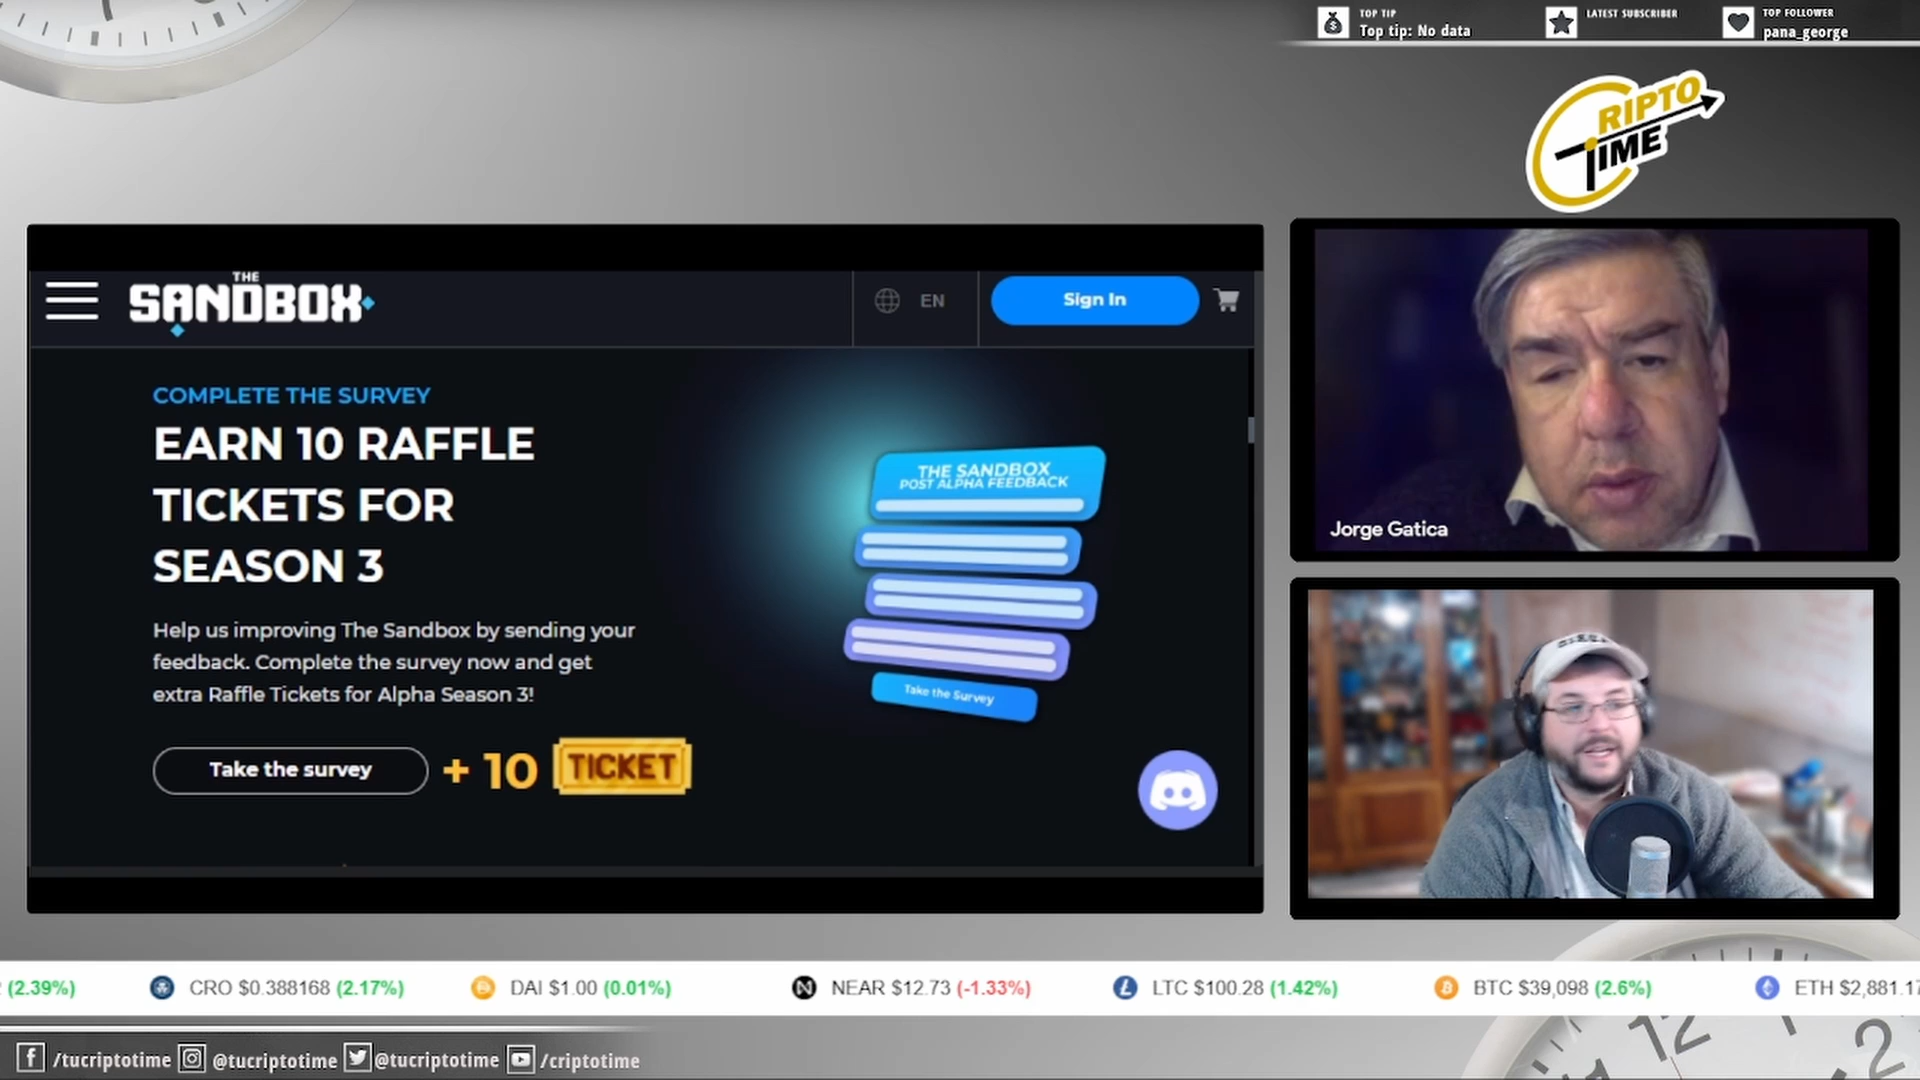 TOP TIP
Top tip: No data
LATEST SUBSCRIBER
TOP FOLLOWER
pana_george
CRIPTO
TIME
THE
SANDBOX
EN
Sign In
COMPLETE THE SURVEY
EARN 10 RAFFLE
TICKETS FOR
SEASON 3
Help us improving The Sandbox by sending your
feedback. Complete the survey now and get
extra Raffle Tickets for Alpha Season 3!
Take the survey
+ 10
TICKET
THE SANDBOX
POST ALPHA FEEDBACK
Take the Survey
Jorge Gatica
(2.39%)
CRO $0.388168 (2.17%)
DAI $1.00 (0.01%)
NEAR $12.73 (-1.33%)
LTC $100.28 (1.42%)
BTC $39,098 (2.6%)
ETH $2,881.17
/tucriptotime
@tucriptotime
@tucriptotime
/criptotime
12
2